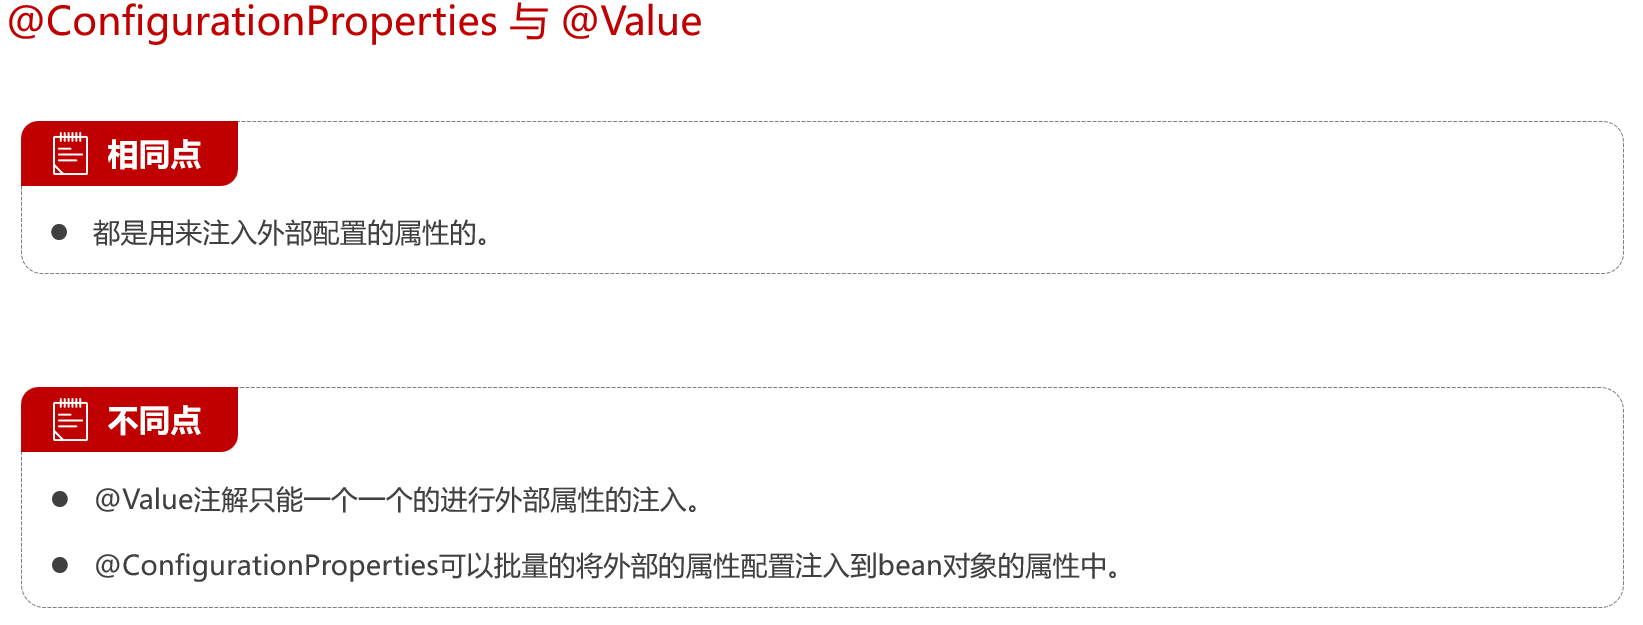 @ConfigurationProperties 与 @Value
相同点
都是用来注入外部配置的属性的。
不同点
@Value注解只能一个一个的进行外部属性的注入。
@ConfigurationProperties可以批量的将外部的属性配置注入到bean对象的属性中。